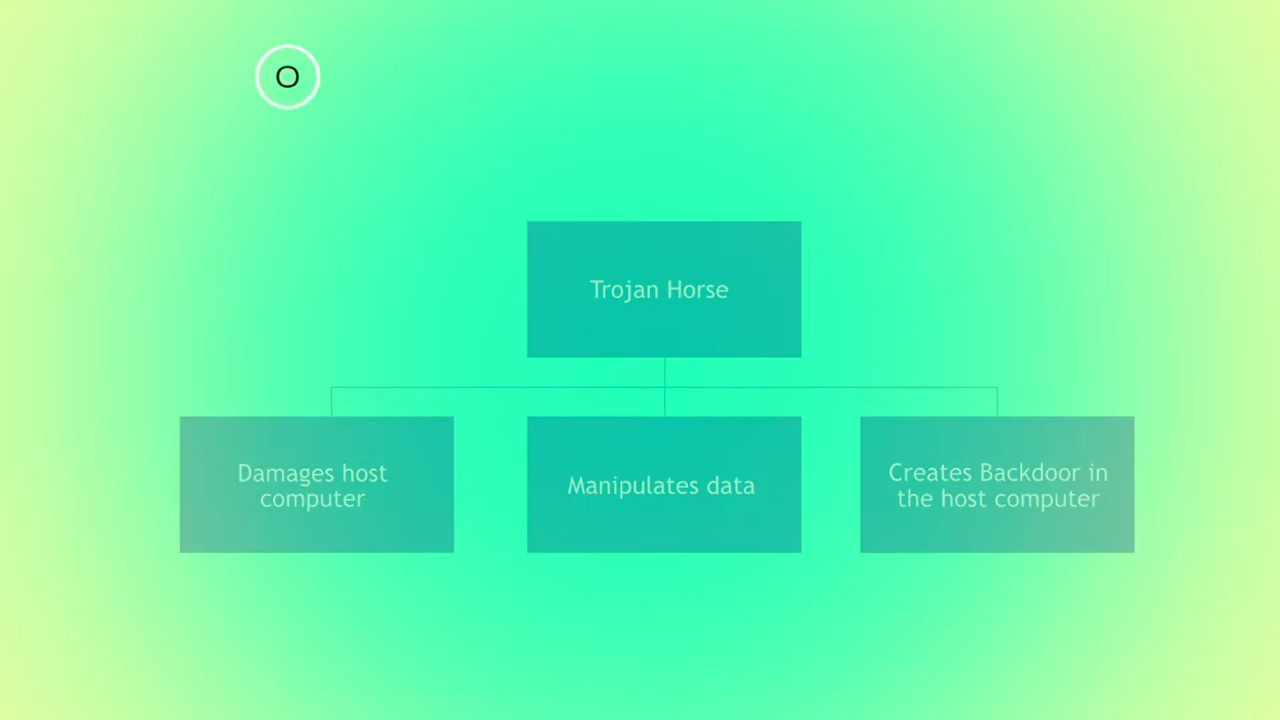 O
Trojan Horse
Damages host
computer
Manipulates data
Creates Backdoor in
the host computer